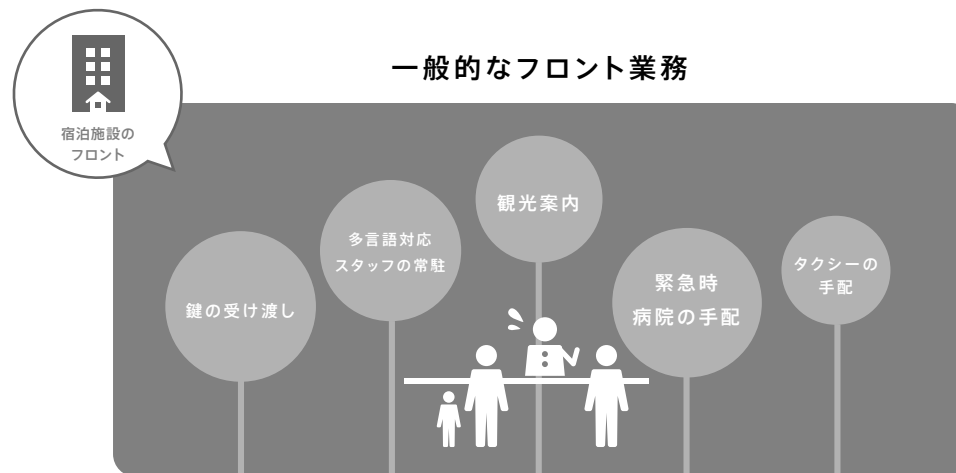 一般的なフロント業務
宿泊施設の
フロント
鍵の受け渡し
多言語対応
スタッフの常駐
観光案内
緊急時
病院の手配
タクシーの
手配